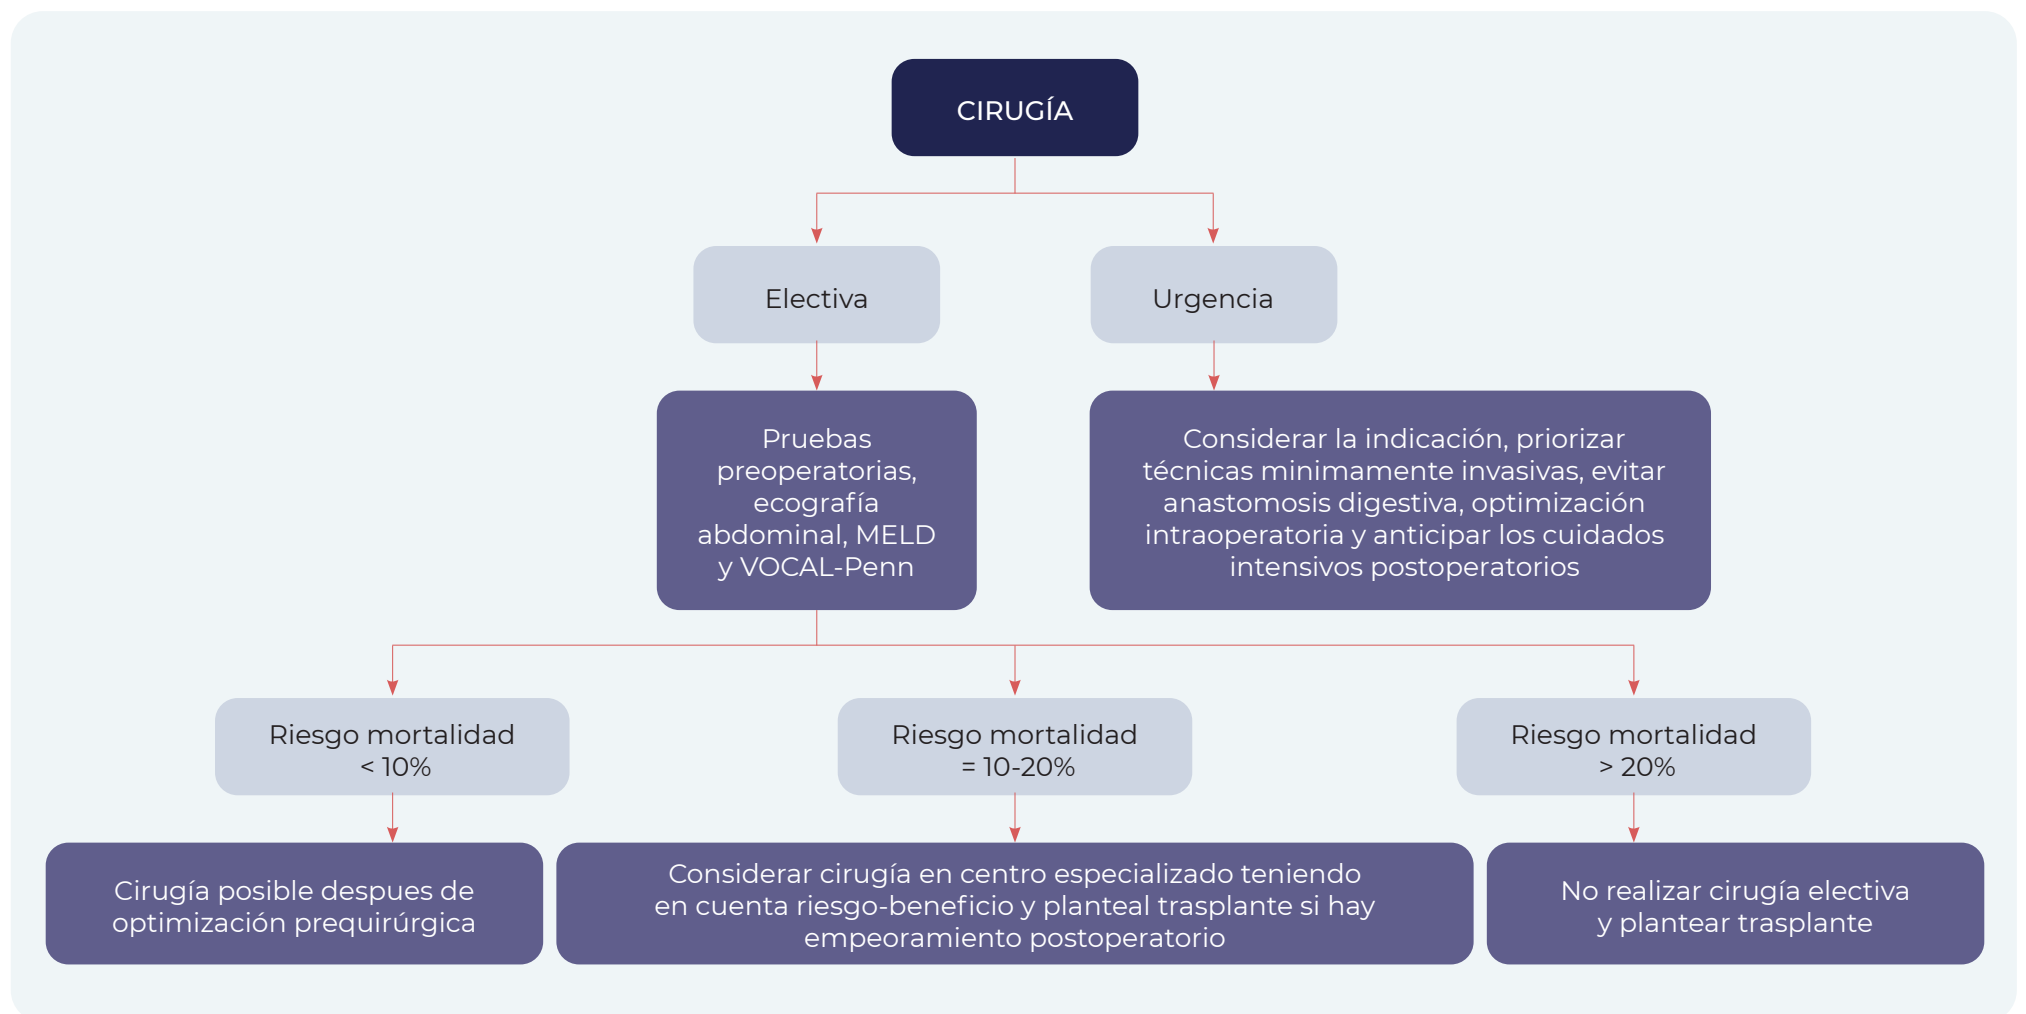 CIRUGÍA
Electiva
Urgencia
Pruebas
preoperatorias,
ecografía
abdominal, MELD
y VOCAL-Penn
Considerar la indicación, priorizar
técnicas minimamente invasivas, evitar
anastomosis digestiva, optimización
intraoperatoria y anticipar los cuidados
intensivos postoperatorios
Riesgo mortalidad
< 10%
Riesgo mortalidad
= 10-20%
Riesgo mortalidad
> 20%
Cirugía posible despues de
optimización prequirúrgica
Considerar cirugía en centro especializado teniendo
en cuenta riesgo-beneficio y planteal trasplante si hay
empeoramiento postoperatorio
No realizar cirugía electiva
y plantear trasplante